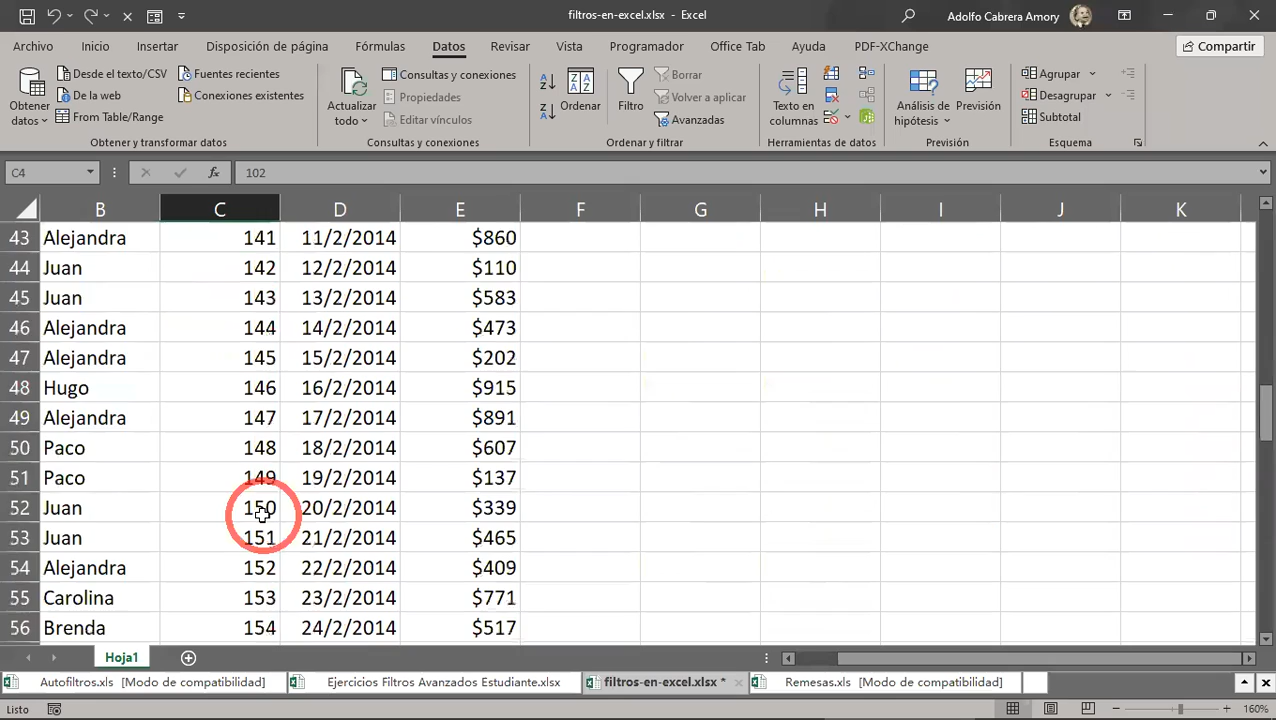 filtros-en-excel.xlsx - Excel
Adolfo Cabrera Amory
Archivo Inicio Insertar Disposición de página Fórmulas Datos Revisar Vista Programador Office Tab Ayuda PDF-XChange Compartir
Obtener datos
Desde el texto/CSV
De la web
From Table/Range
Fuentes recientes
Conexiones existentes
Obtener y transformar datos
Actualizar todo
Consultas y conexiones
Propiedades
Editar vínculos
Consultas y conexiones
Ordenar
Filtro
Borrar
Volver a aplicar
Avanzadas
Ordenar y filtrar
Texto en columnas
Herramientas de datos
Análisis de hipótesis
Previsión
Previsión
Agrupar
Desagrupar
Subtotal
Esquema
C4 fx 102
B C D E F G H I J K
43 Alejandra 141 11/2/2014 $860
44 Juan 142 12/2/2014 $110
45 Juan 143 13/2/2014 $583
46 Alejandra 144 14/2/2014 $473
47 Alejandra 145 15/2/2014 $202
48 Hugo 146 16/2/2014 $915
49 Alejandra 147 17/2/2014 $891
50 Paco 148 18/2/2014 $607
51 Paco 149 19/2/2014 $137
52 Juan 150 20/2/2014 $339
53 Juan 151 21/2/2014 $465
54 Alejandra 152 22/2/2014 $409
55 Carolina 153 23/2/2014 $771
56 Brenda 154 24/2/2014 $517
Hoja1
Autofiltros.xls [Modo de compatibilidad] Ejercicios Filtros Avanzados Estudiante.xlsx filtros-en-excel.xlsx * Remesas.xls [Modo de compatibilidad]
Listo 160%